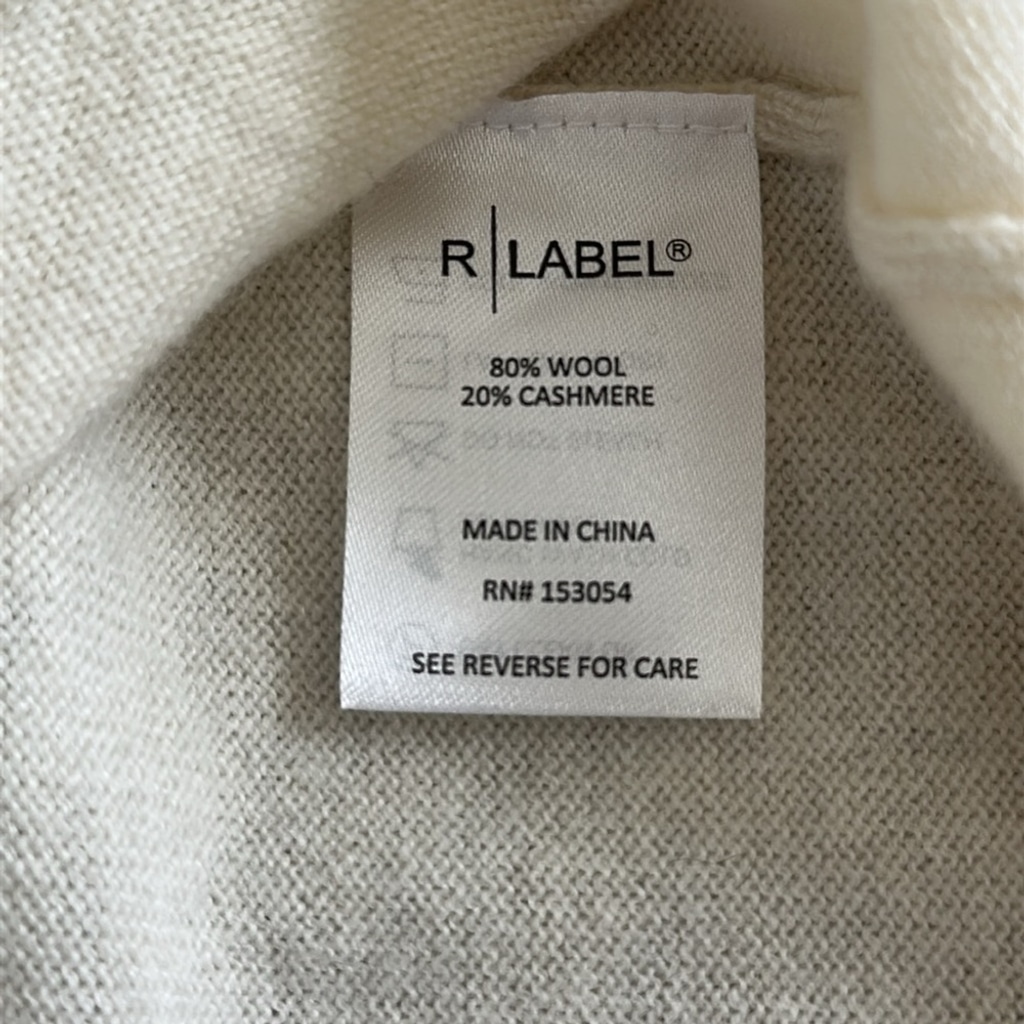 R|LABEL®
80% WOOL
20% CASHMERE
MADE IN CHINA
RN# 153054
SEE REVERSE FOR CARE